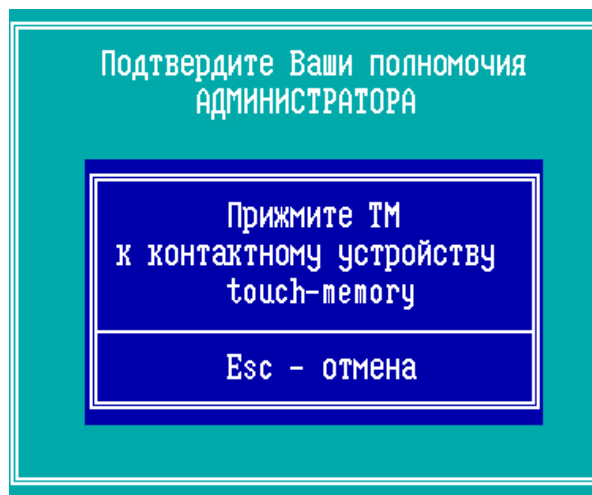 Подтвердите Ваши полномочия
АДМИНИСТРАТОРА
Прижмите ТМ
к контактному устройству
touch-memory
Esc - отмена